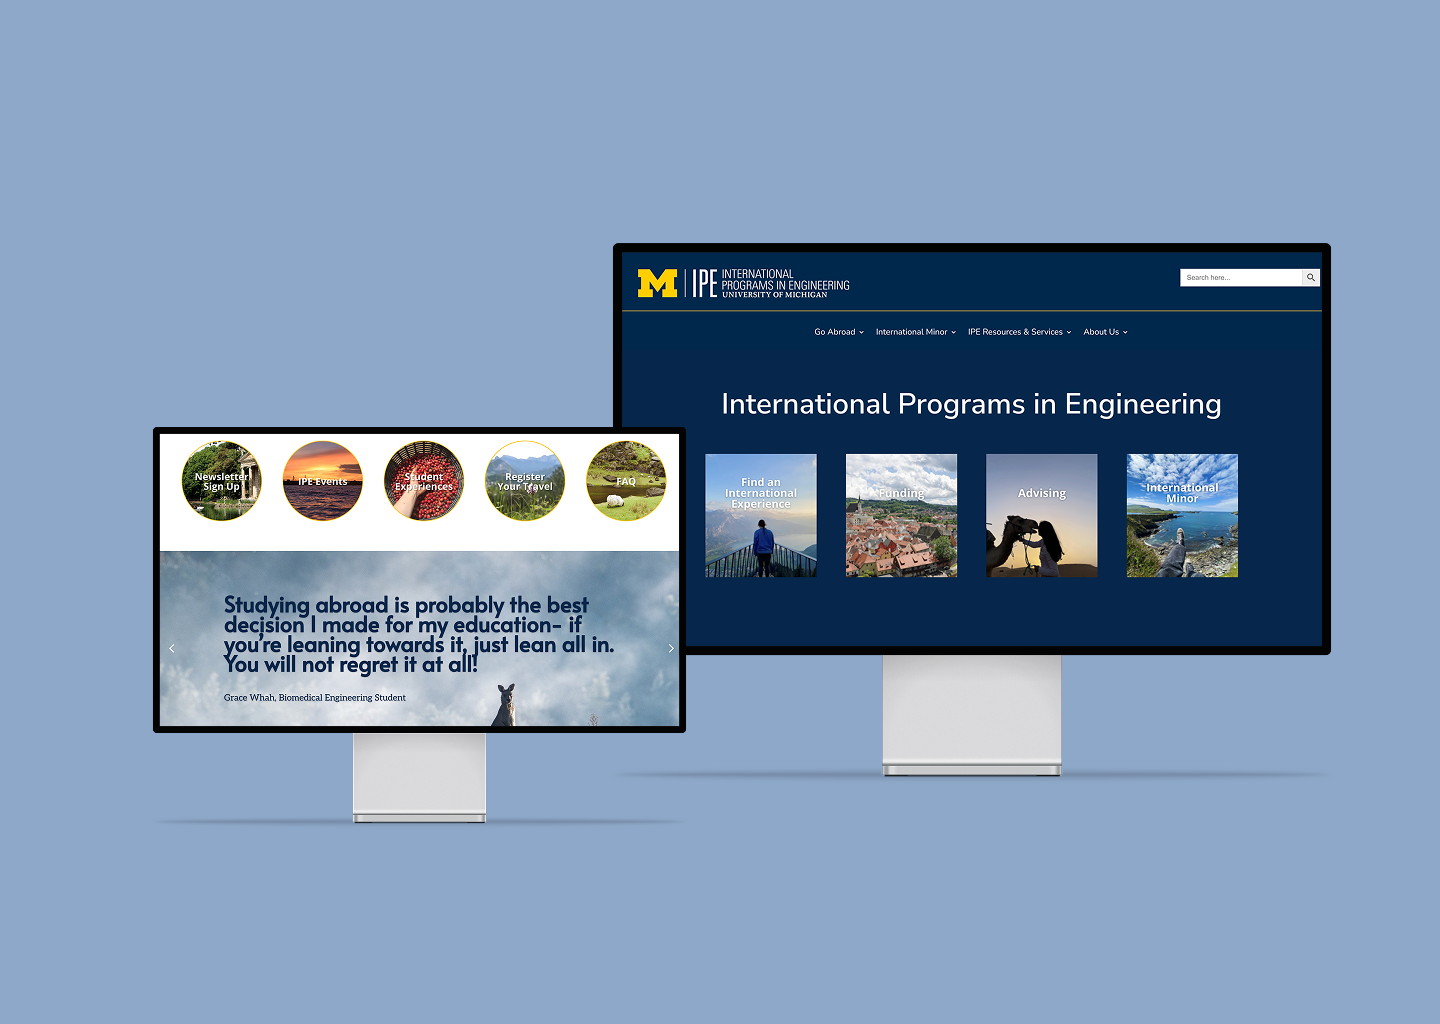 M IPE INTERNATIONAL
PROGRAMS IN ENGINEERING
UNIVERSITY OF MICHIGAN
Search here...
Go Abroad
International Minor
IPE Resources & Services
About Us
International Programs in Engineering
Find an
International
Experience
Funding
Advising
International
Minor
Newsletter
Sign Up
IPE Events
Student
Experiences
Register
Your Travel
FAQ
Studying abroad is probably the best
decision I made for my education- if
you're leaning towards it, just lean all in.
You will not regret it at all!
Grace Whah, Biomedical Engineering Student